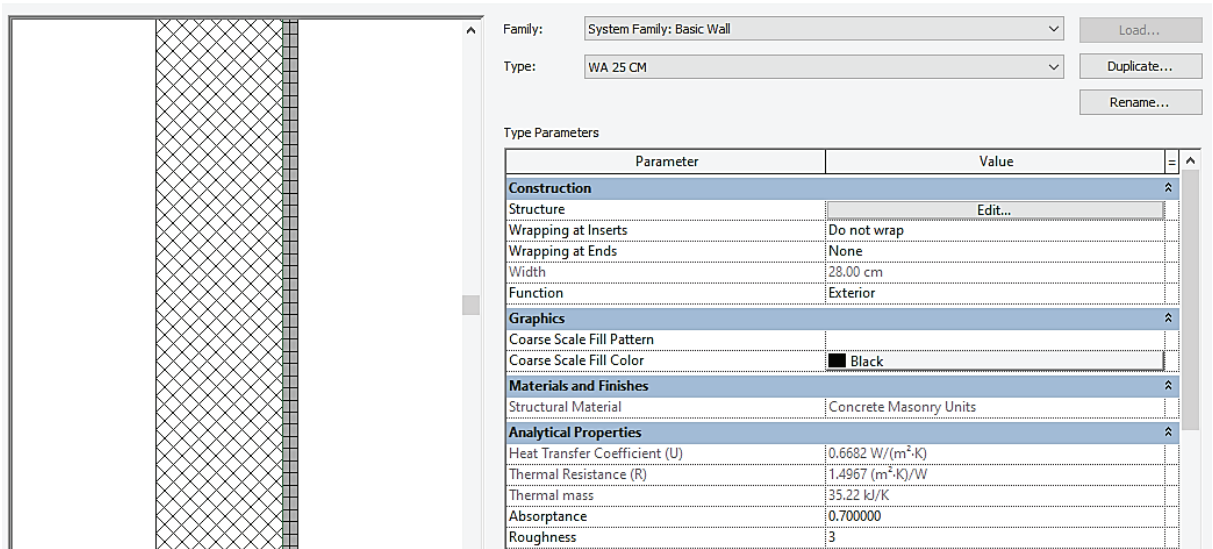 Family: System Family: Basic Wall Load...
Type: WA 25 CM Duplicate...
Rename...
Type Parameters
Parameter Value =
Construction
Structure Edit...
Wrapping at Inserts Do not wrap
Wrapping at Ends None
Width 28.00 cm
Function Exterior
Graphics
Coarse Scale Fill Pattern
Coarse Scale Fill Color Black
Materials and Finishes
Structural Material Concrete Masonry Units
Analytical Properties
Heat Transfer Coefficient (U) 0.6682 W/(m²·K)
Thermal Resistance (R) 1.4967 (m²·K)/W
Thermal mass 35.22 kJ/K
Absorptance 0.700000
Roughness 3